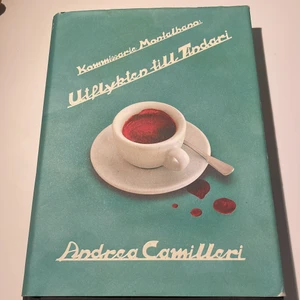 Kommissarie Montalbano:
Utflykten till Tindari
Andrea Camilleri